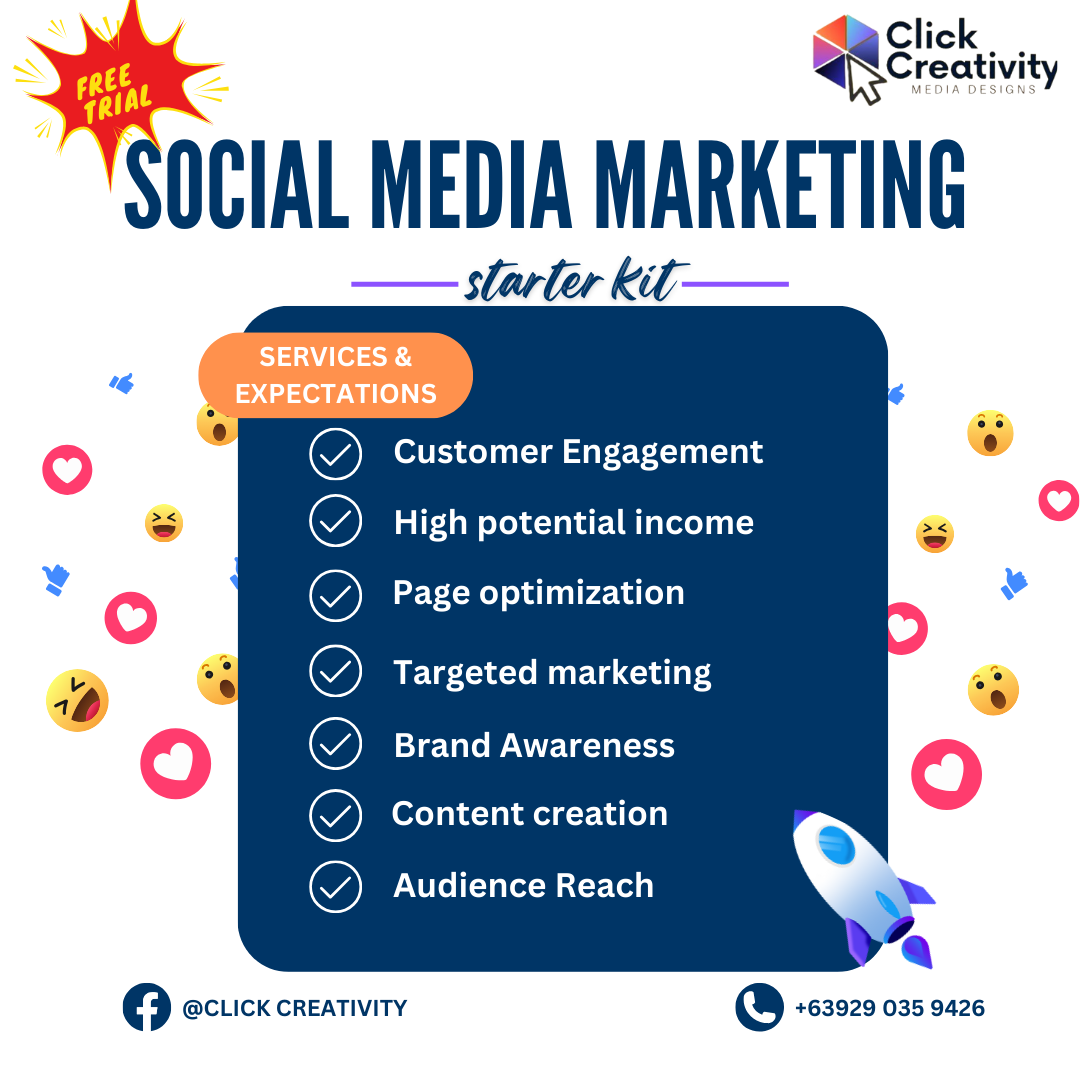 FREE
TRIAL
Click
Creativity
MEDIA DESIGNS
SOCIAL MEDIA MARKETING
starter kit
SERVICES &
EXPECTATIONS
Customer Engagement
High potential income
Page optimization
Targeted marketing
Brand Awareness
Content creation
Audience Reach
@CLICK CREATIVITY
+63929 035 9426